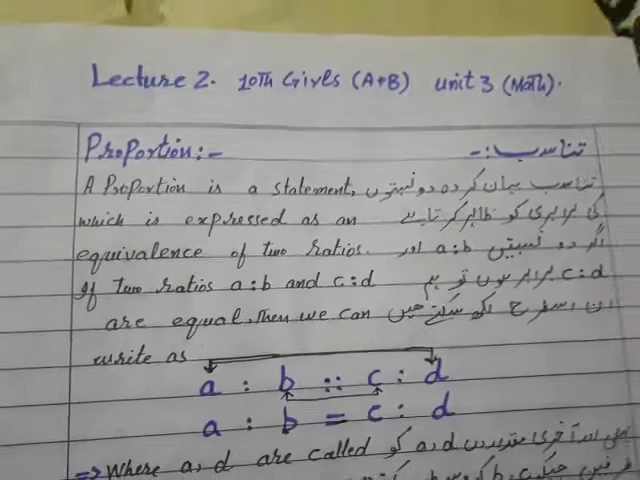 Lecture 2. 10TH Girls (A+B) unit 3 (Math).
Proportion:- تناسب:-
A Proportion is a statement, تناسب بیان کردہ دو نسبتوں
which is expressed as an کی برابری کو ظاہر کرتا ہے
equivalence of two ratios. اگر دو نسبتیں a:b اور
If two ratios a:b and c:d c:d برابر ہوں تو ہم
are equal, then we can ان اسطرح لکھ سکتے ہیں
write as
a : b :: c : d
a : b = c : d
⇒ Where a, d are called a, d کو